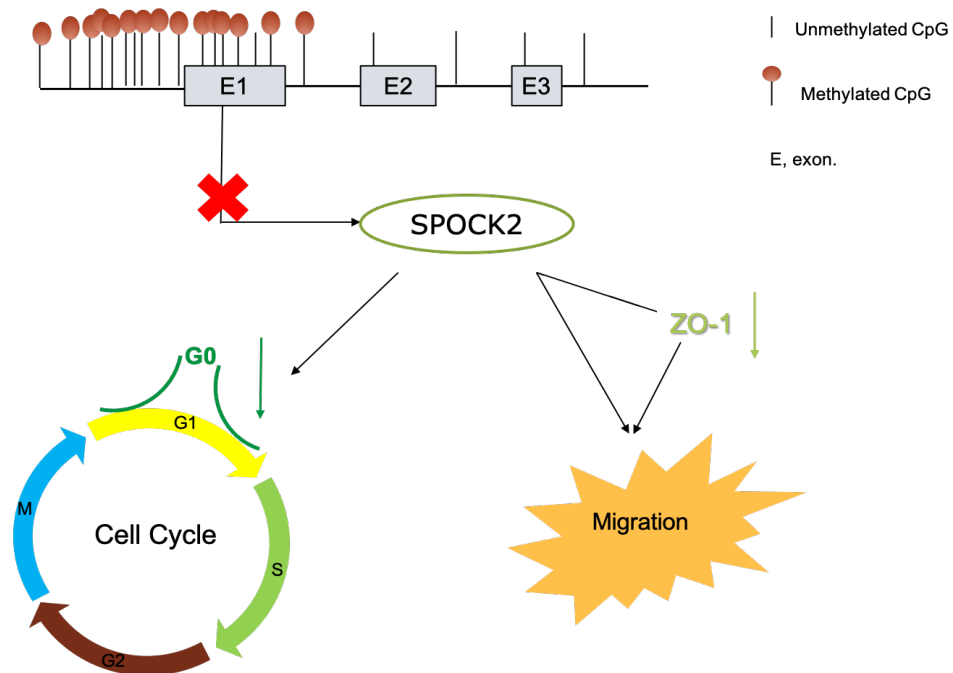 Unmethylated CpG
E1
E2
E3
Methylated CpG
E, exon.
SPOCK2
ZO-1
G0
G1
M
Cell Cycle
Migration
S
G2